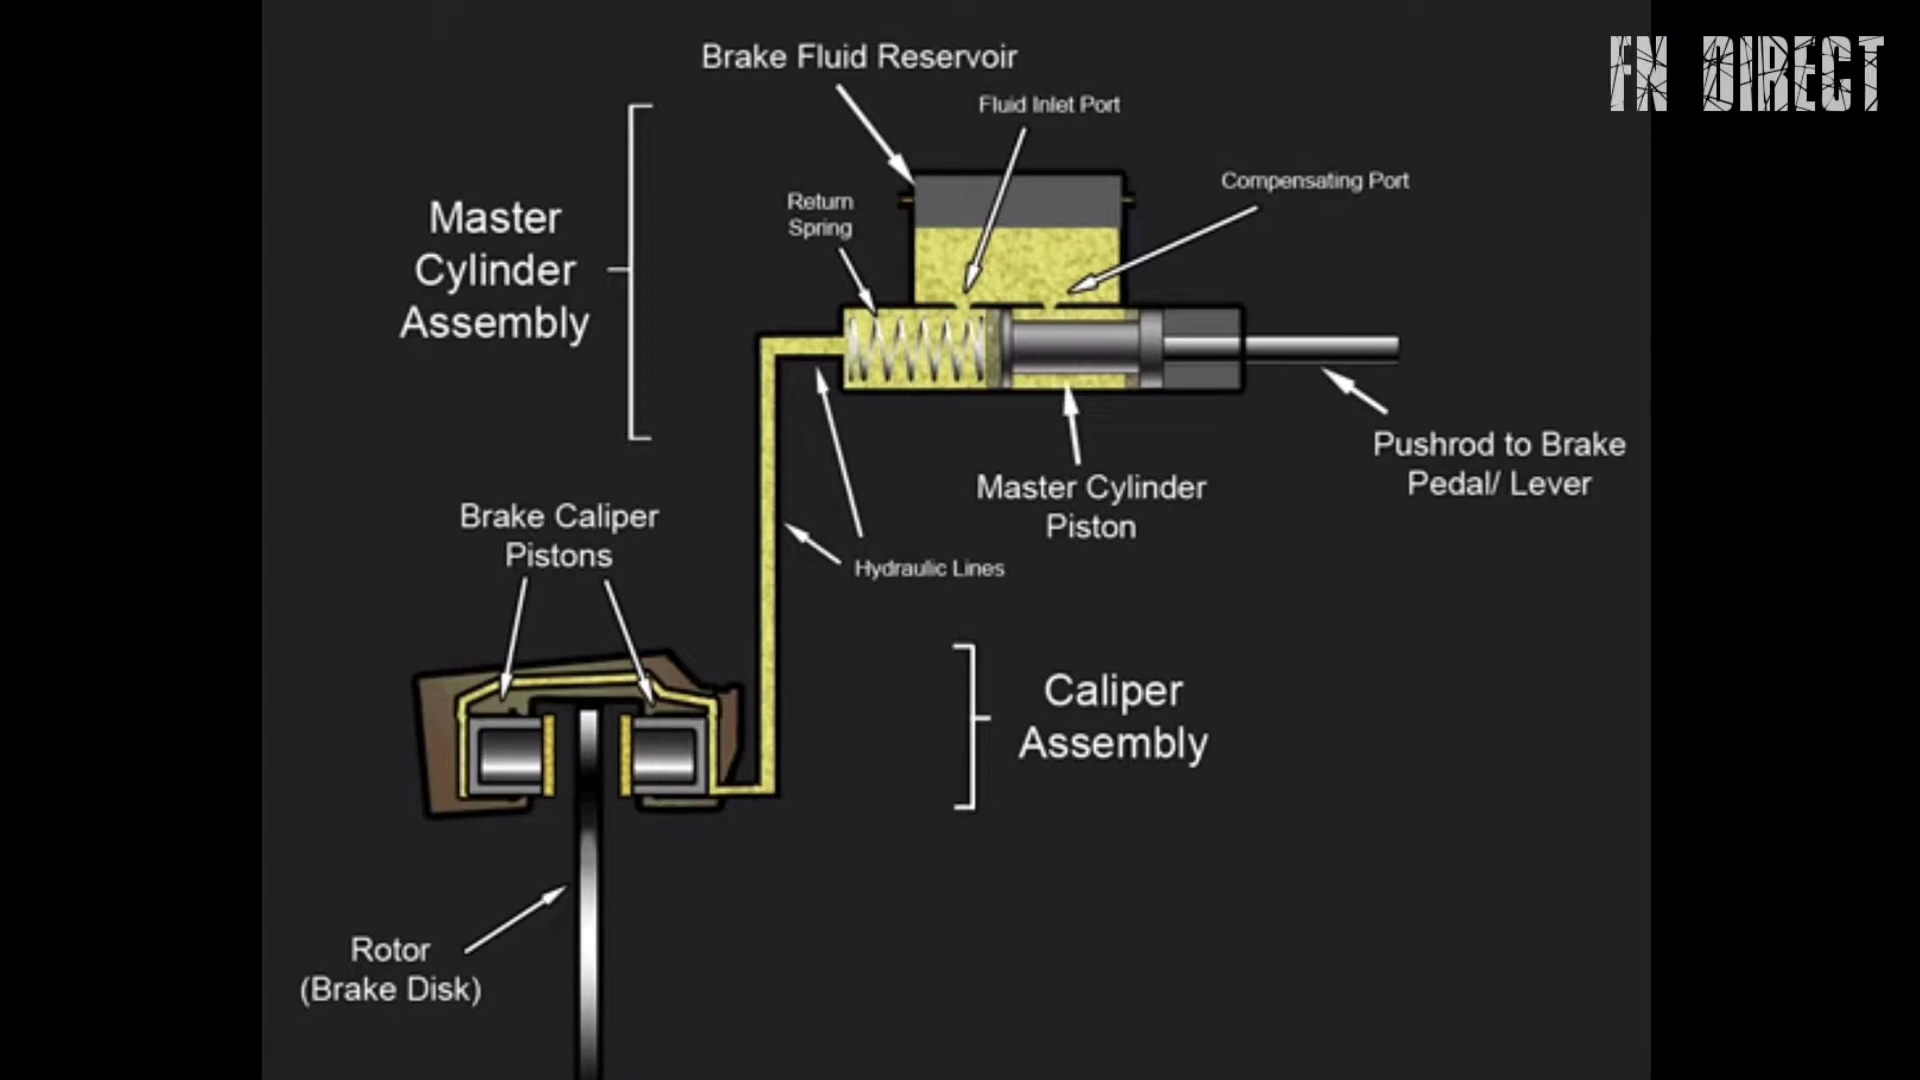 FN DIRECT
Brake Fluid Reservoir
Fluid Inlet Port
Compensating Port
Return
Spring
Master
Cylinder
Assembly
Pushrod to Brake
Pedal/ Lever
Master Cylinder
Piston
Brake Caliper
Pistons
Hydraulic Lines
Caliper
Assembly
Rotor
(Brake Disk)